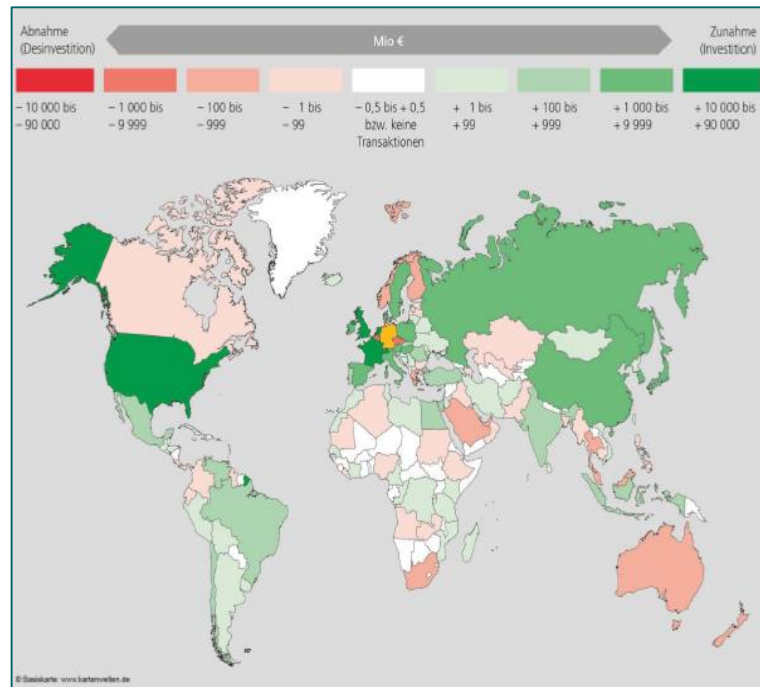 Abnahme
(Desinvestition)
Mio €
Zunahme
(Investition)
– 10 000 bis
– 90 000
– 1 000 bis
– 9 999
– 100 bis
– 999
– 1 bis
– 99
– 0,5 bis + 0,5
bzw. keine
Transaktionen
+ 1 bis
+ 99
+ 100 bis
+ 999
+ 1 000 bis
+ 9 999
+ 10 000 bis
+ 90 000
© Basiskarte: www.kartenwelten.de